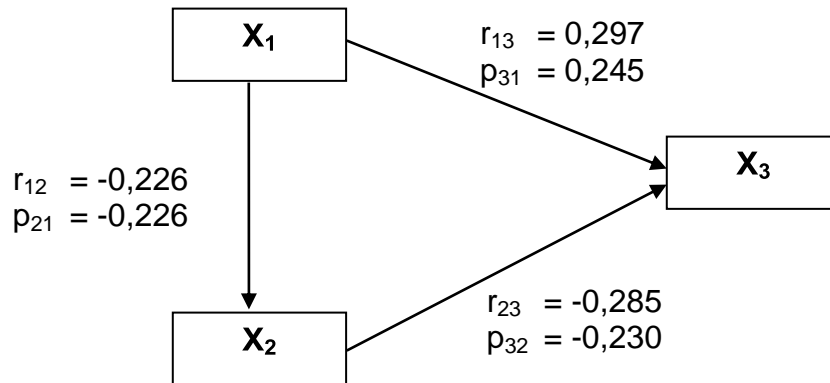 X₁
r₁₃ = 0,297
p₃₁ = 0,245
X₃
r₁₂ = -0,226
p₂₁ = -0,226
r₂₃ = -0,285
p₃₂ = -0,230
X₂